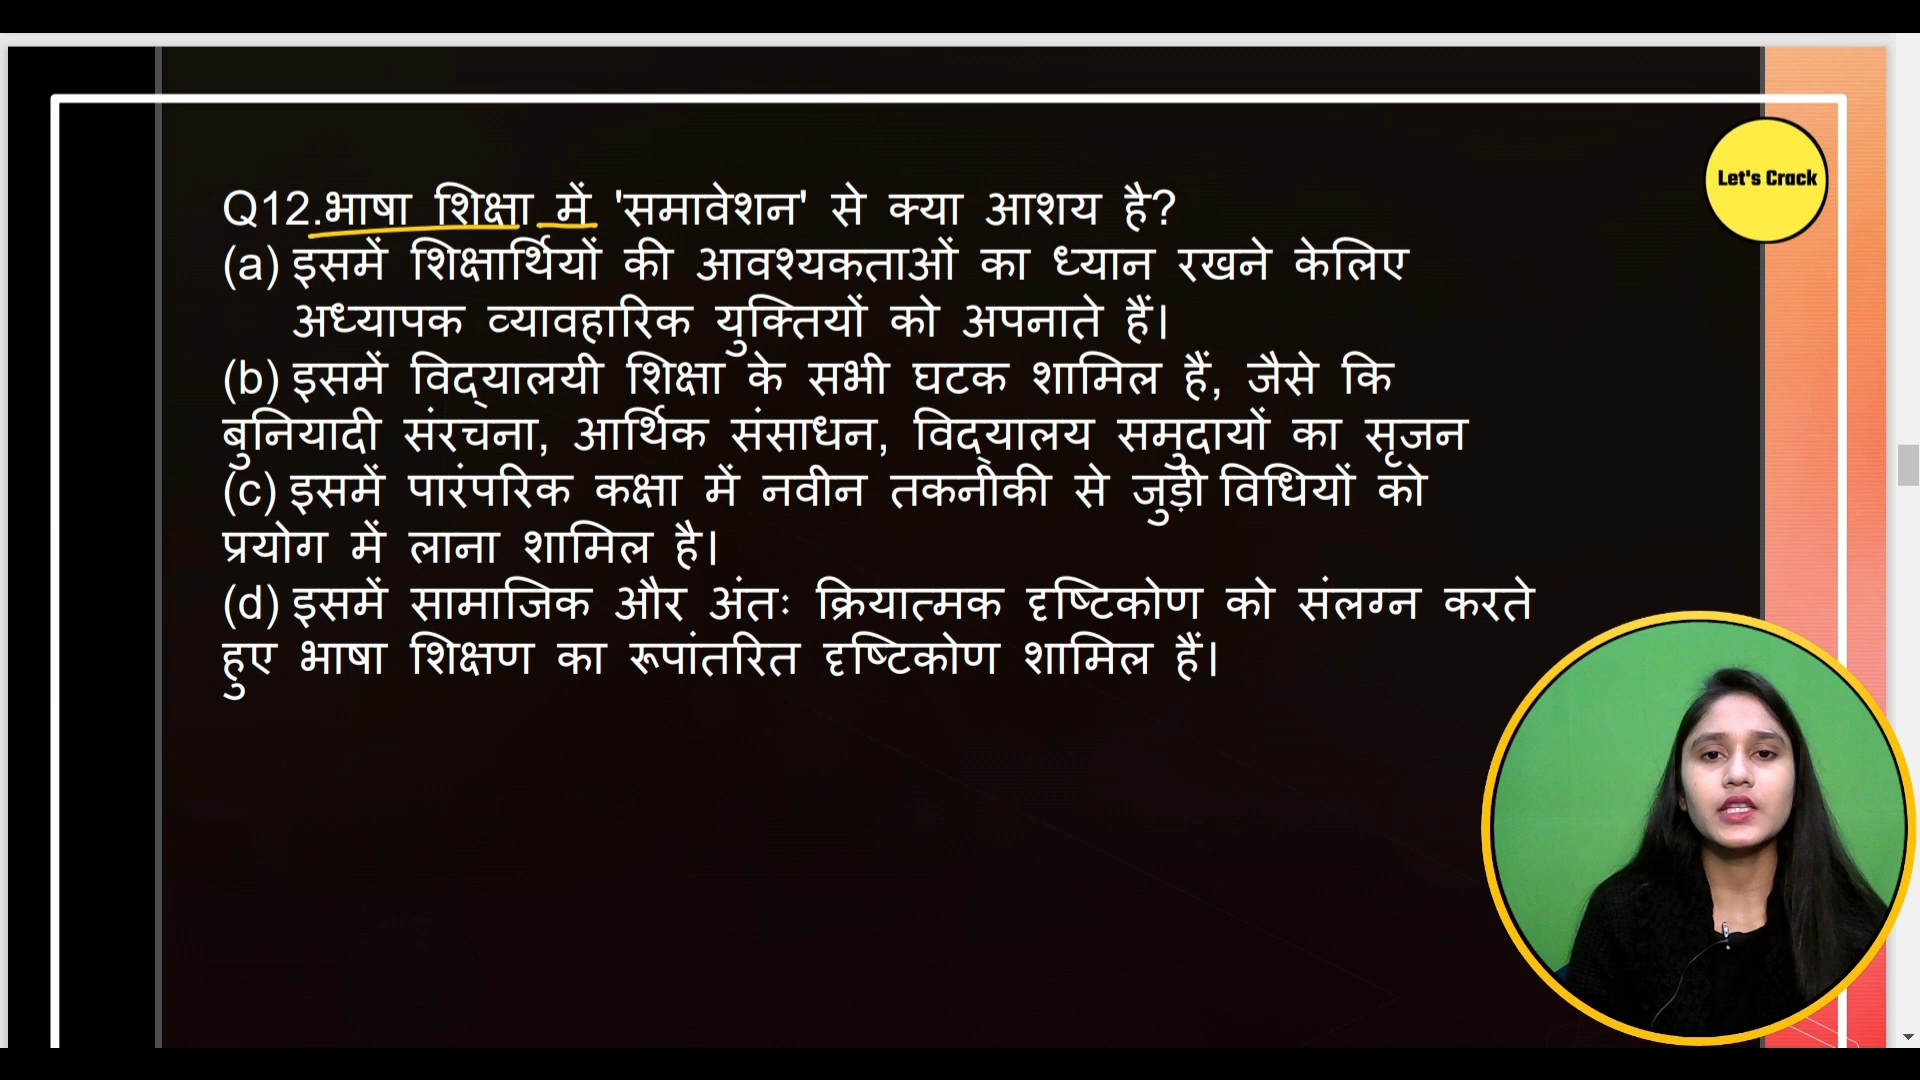 Let's Crack
Q12.भाषा शिक्षा में 'समावेशन' से क्या आशय है?
(a) इसमें शिक्षार्थियों की आवश्यकताओं का ध्यान रखने केलिए
अध्यापक व्यावहारिक युक्तियों को अपनाते हैं।
(b) इसमें विद्यालयी शिक्षा के सभी घटक शामिल हैं, जैसे कि
बुनियादी संरचना, आर्थिक संसाधन, विद्यालय समुदायों का सृजन
(c) इसमें पारंपरिक कक्षा में नवीन तकनीकी से जुड़ी विधियों को
प्रयोग में लाना शामिल है।
(d) इसमें सामाजिक और अंतः क्रियात्मक दृष्टिकोण को संलग्न करते
हुए भाषा शिक्षण का रूपांतरित दृष्टिकोण शामिल हैं।